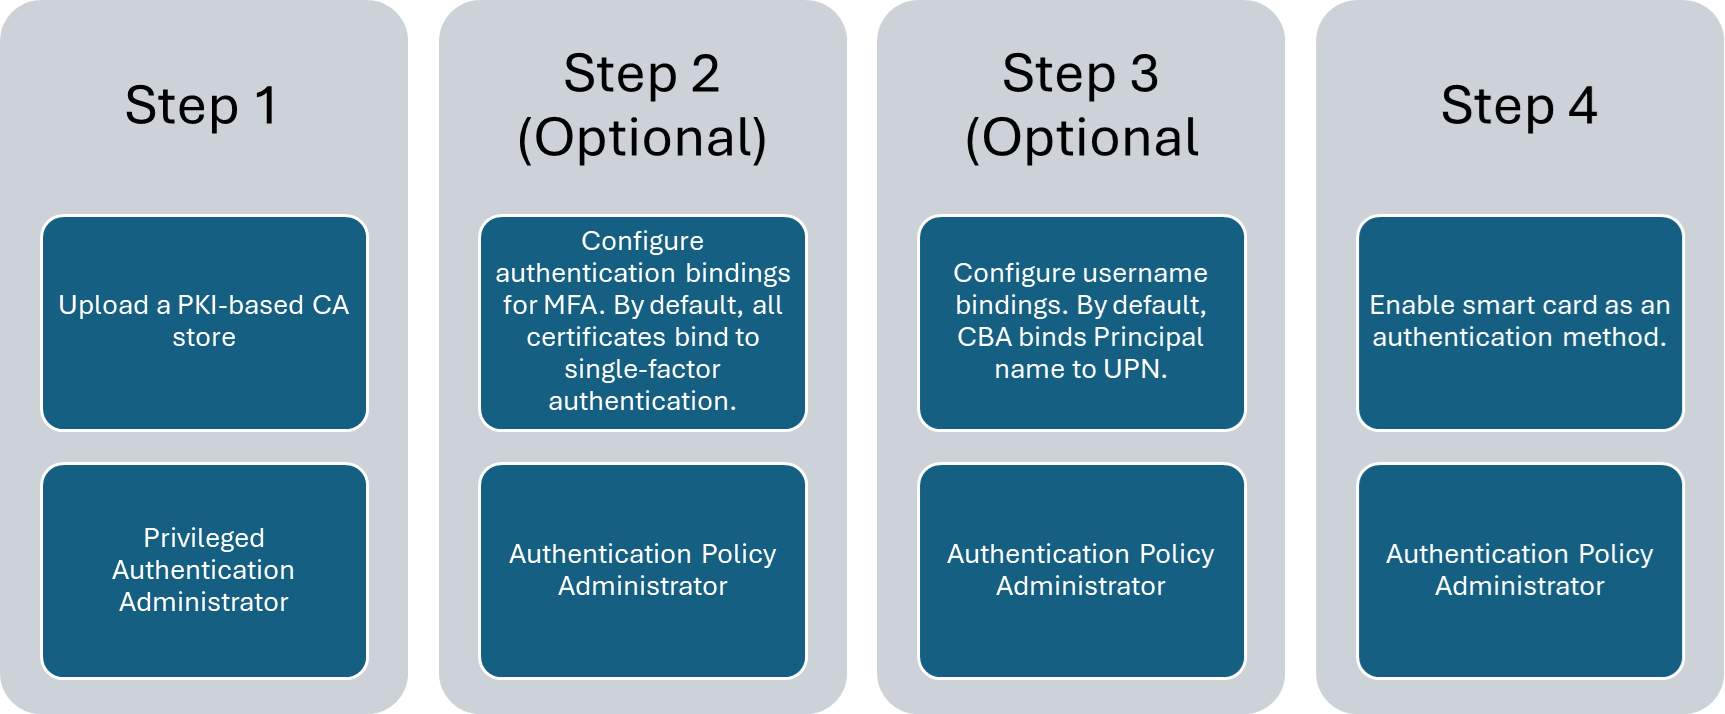 Step 1
Upload a PKI-based CA
store
Privileged
Authentication
Administrator
Step 2
(Optional)
Configure
authentication bindings
for MFA. By default, all
certificates bind to
single-factor
authentication.
Authentication Policy
Administrator
Step 3
(Optional
Configure username
bindings. By default,
CBA binds Principal
name to UPN.
Authentication Policy
Administrator
Step 4
Enable smart card as an
authentication method.
Authentication Policy
Administrator